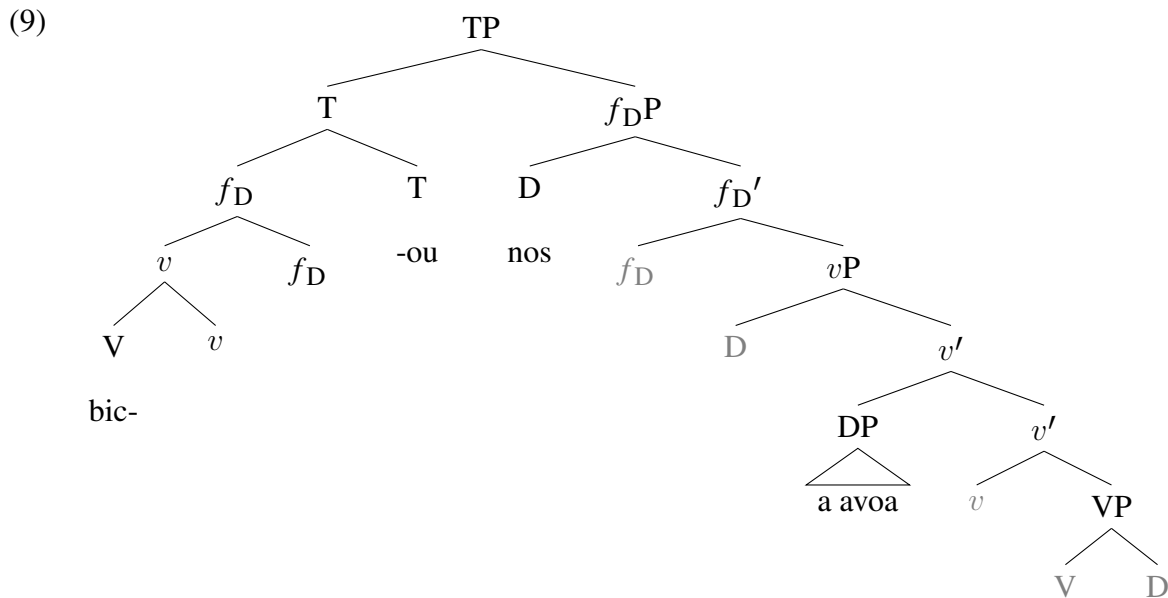 (9)
TP
T f_DP
f_D T D f_D′
v f_D -ou nos f_D vP
V v D v′
bic- DP v′
a avoa v VP
V D